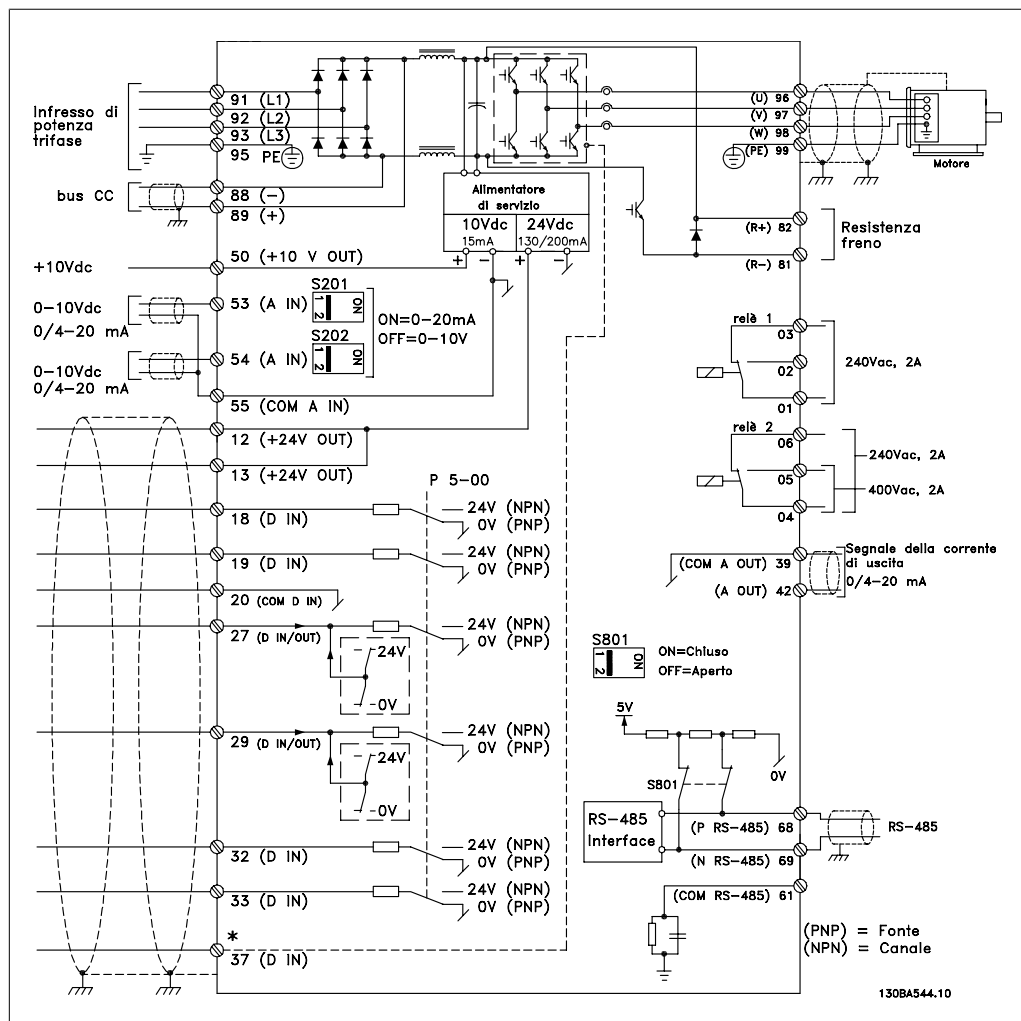 Infresso di
potenza
trifase
91 (L1)
92 (L2)
93 (L3)
95 PE
bus CC
88 (-)
89 (+)
+10Vdc
50 (+10 V OUT)
0-10Vdc
0/4-20 mA
53 (A IN)
S201
ON
1 2
ON=0-20mA
OFF=0-10V
0-10Vdc
0/4-20 mA
54 (A IN)
S202
ON
1 2
55 (COM A IN)
12 (+24V OUT)
13 (+24V OUT)
P 5-00
18 (D IN)
24V (NPN)
0V (PNP)
19 (D IN)
24V (NPN)
0V (PNP)
20 (COM D IN)
27 (D IN/OUT)
24V (NPN)
0V (PNP)
24V
0V
29 (D IN/OUT)
24V (NPN)
0V (PNP)
24V
0V
32 (D IN)
24V (NPN)
0V (PNP)
33 (D IN)
24V (NPN)
0V (PNP)
*
37 (D IN)
Alimentatore
di servizio
10Vdc
15mA
24Vdc
130/200mA
+ - + -
(U) 96
(V) 97
(W) 98
(PE) 99
Motore
(R+) 82
Resistenza
freno
(R-) 81
relè 1
03
02
01
240Vac, 2A
relè 2
06
05
04
240Vac, 2A
400Vac, 2A
(COM A OUT) 39
(A OUT) 42
Segnale della corrente
di uscita
0/4-20 mA
S801
ON
1 2
ON=Chiuso
OFF=Aperto
5V
0V
S801
RS-485
Interface
(P RS-485) 68
(N RS-485) 69
RS-485
(COM RS-485) 61
(PNP) = Fonte
(NPN) = Canale
130BA544.10